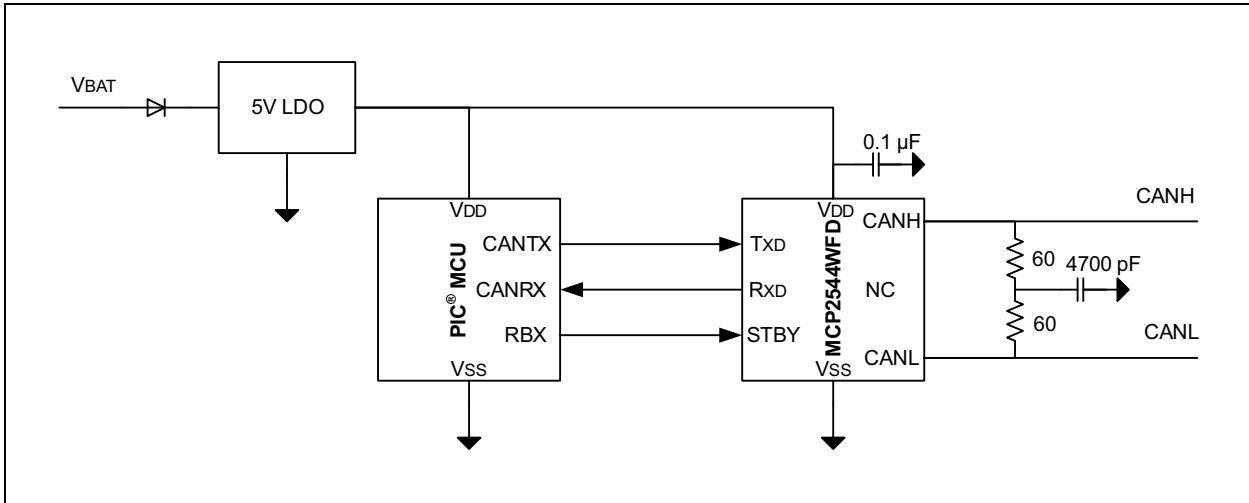 VBAT
5V LDO
0.1 µF
VDD
VDD
CANH
CANH
CANTX
TXD
60
4700 pF
PIC® MCU
CANRX
RXD
MCP2544WFD
NC
RBX
STBY
60
CANL
CANL
VSS
VSS